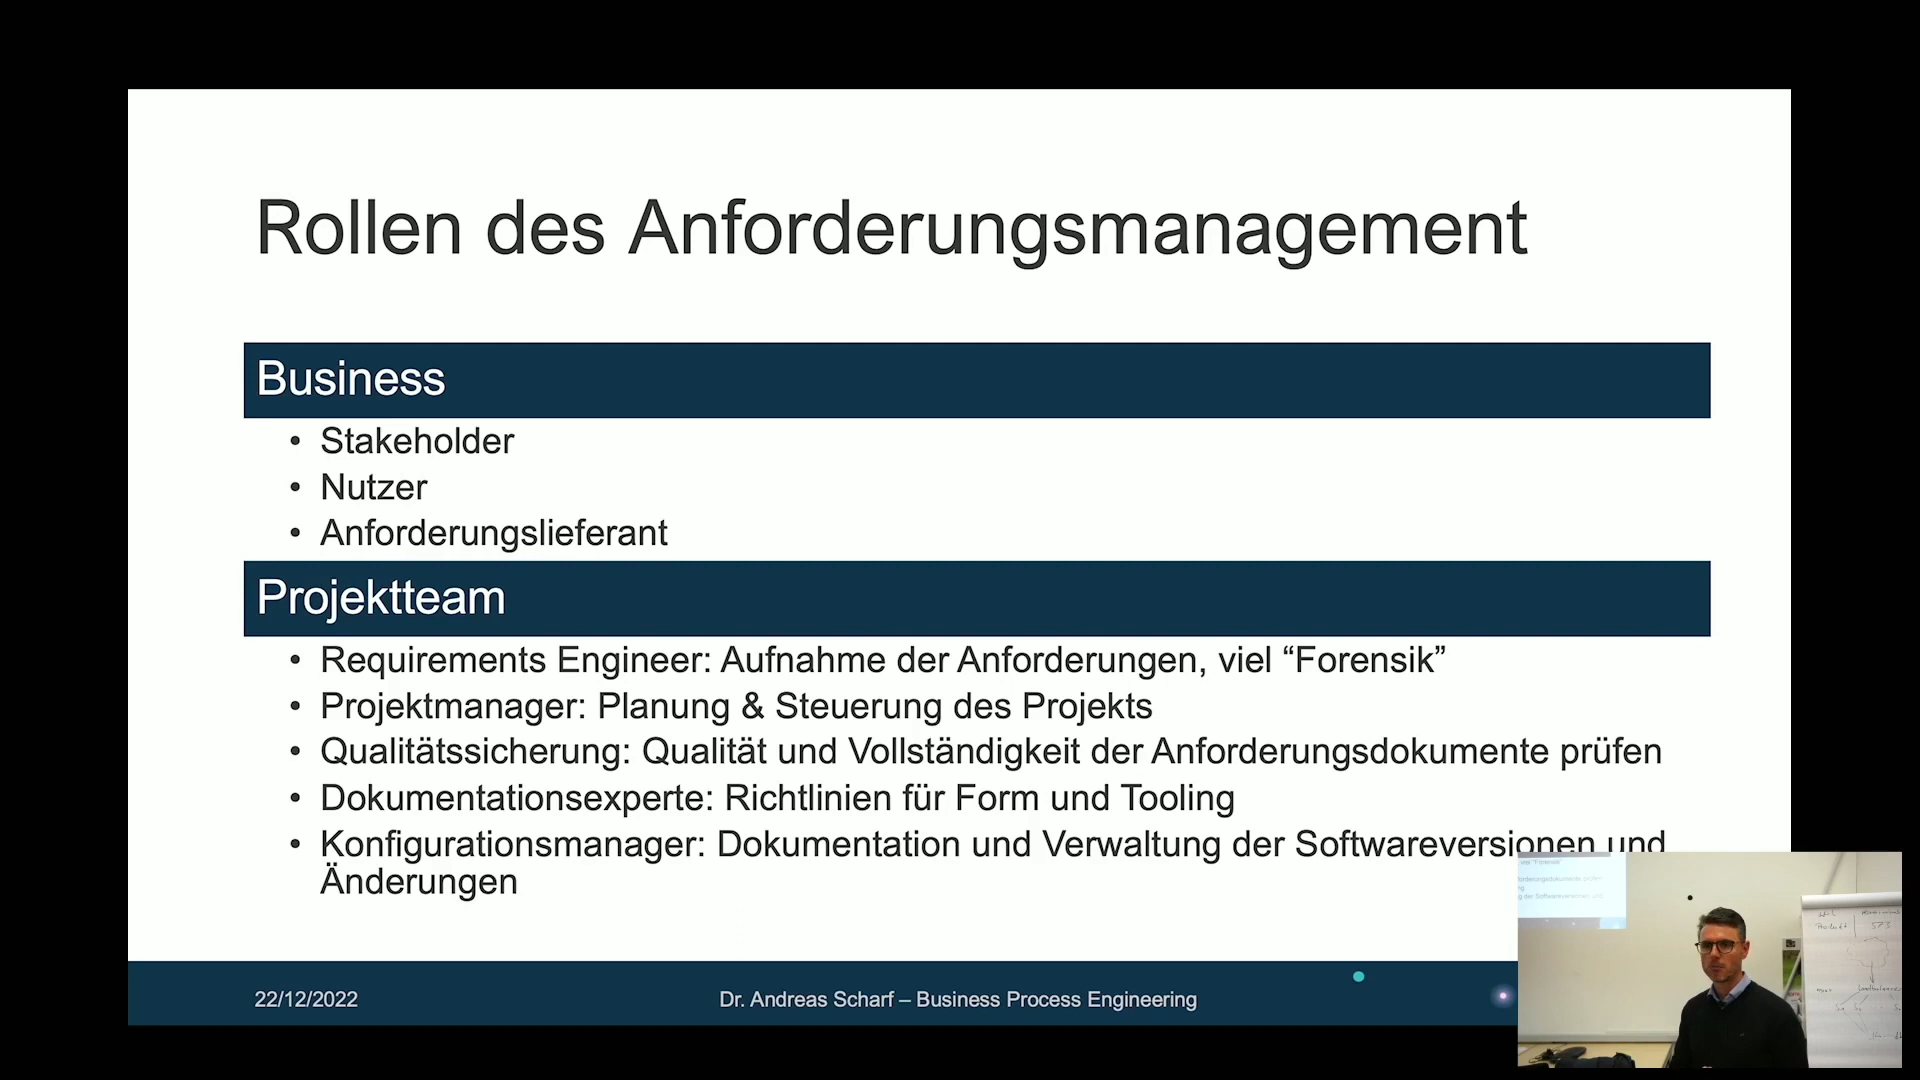 Rollen des Anforderungsmanagement
Business
• Stakeholder
• Nutzer
• Anforderungslieferant
Projektteam
• Requirements Engineer: Aufnahme der Anforderungen, viel “Forensik”
• Projektmanager: Planung & Steuerung des Projekts
• Qualitätssicherung: Qualität und Vollständigkeit der Anforderungsdokumente prüfen
• Dokumentationsexperte: Richtlinien für Form und Tooling
• Konfigurationsmanager: Dokumentation und Verwaltung der Softwareversionen und
Änderungen
22/12/2022
Dr. Andreas Scharf – Business Process Engineering